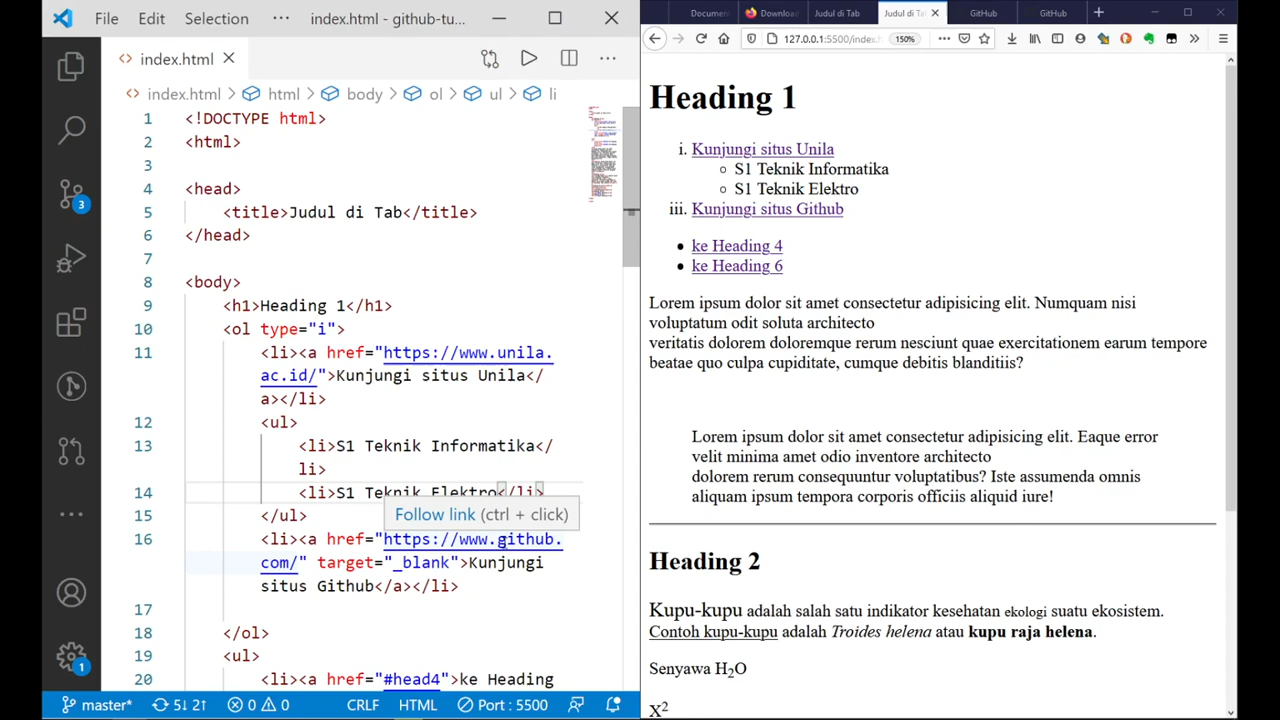 File Edit Selection ··· index.html - github-tu...
index.html
index.html > html > body > ol > ul > li
1 <!DOCTYPE html>
2 <html>
3
4 <head>
5 <title>Judul di Tab</title>
6 </head>
7
8 <body>
9 <h1>Heading 1</h1>
10 <ol type="i">
11 <li><a href="https://www.unila.
ac.id/">Kunjungi situs Unila</
a></li>
12 <ul>
13 <li>S1 Teknik Informatika</
li>
14 <li>S1 Teknik Elektro</li>
Follow link (ctrl + click)
15 </ul>
16 <li><a href="https://www.github.
com/" target="_blank">Kunjungi
situs Github</a></li>
17
18 </ol>
19 <ul>
20 <li><a href="#head4">ke Heading
3
1
master* 5↓ 2↑ 0 0 CRLF HTML Port : 5500
Document Download Judul di Tab Judul di Tab GitHub GitHub
127.0.0.1:5500/index. 150%
Heading 1
i. Kunjungi situs Unila
S1 Teknik Informatika
S1 Teknik Elektro
iii. Kunjungi situs Github
ke Heading 4
ke Heading 6
Lorem ipsum dolor sit amet consectetur adipisicing elit. Numquam nisi
voluptatum odit soluta architecto
veritatis dolorem doloremque rerum nesciunt quae exercitationem earum tempore
beatae quo culpa cupiditate, cumque debitis blanditiis?
Lorem ipsum dolor sit amet consectetur adipisicing elit. Eaque error
velit minima amet odio inventore architecto
dolorem rerum consequuntur voluptatibus? Iste assumenda omnis
aliquam ipsum tempora corporis officiis aliquid iure!
Heading 2
Kupu-kupu adalah salah satu indikator kesehatan ekologi suatu ekosistem.
Contoh kupu-kupu adalah Troides helena atau kupu raja helena.
Senyawa H₂O
X²